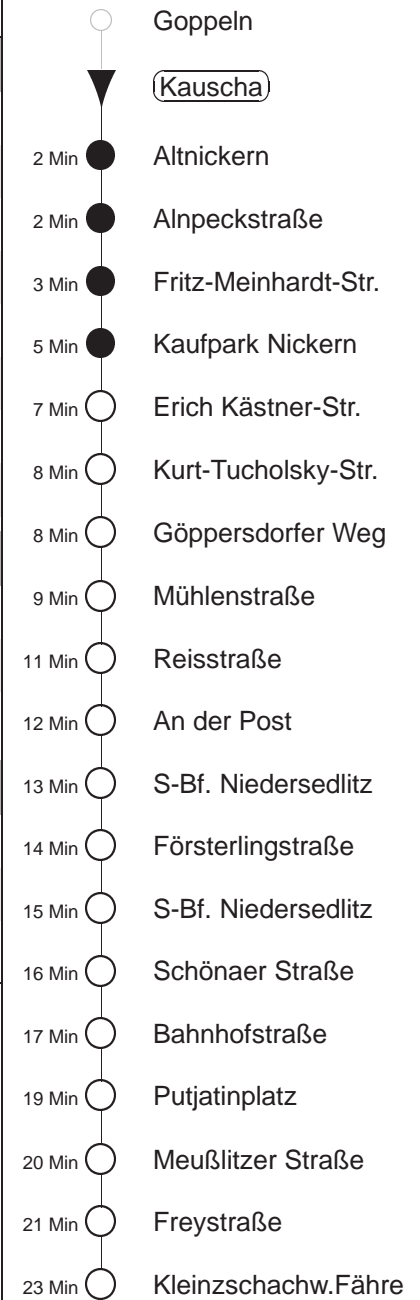 Goppeln
Kauscha
2 Min Altnickern
2 Min Alnpeckstraße
3 Min Fritz-Meinhardt-Str.
5 Min Kaufpark Nickern
7 Min Erich Kästner-Str.
8 Min Kurt-Tucholsky-Str.
8 Min Göppersdorfer Weg
9 Min Mühlenstraße
11 Min Reisstraße
12 Min An der Post
13 Min S-Bf. Niedersedlitz
14 Min Försterlingstraße
15 Min S-Bf. Niedersedlitz
16 Min Schönaer Straße
17 Min Bahnhofstraße
19 Min Putjatinplatz
20 Min Meußlitzer Straße
21 Min Freystraße
23 Min Kleinzschachw.Fähre